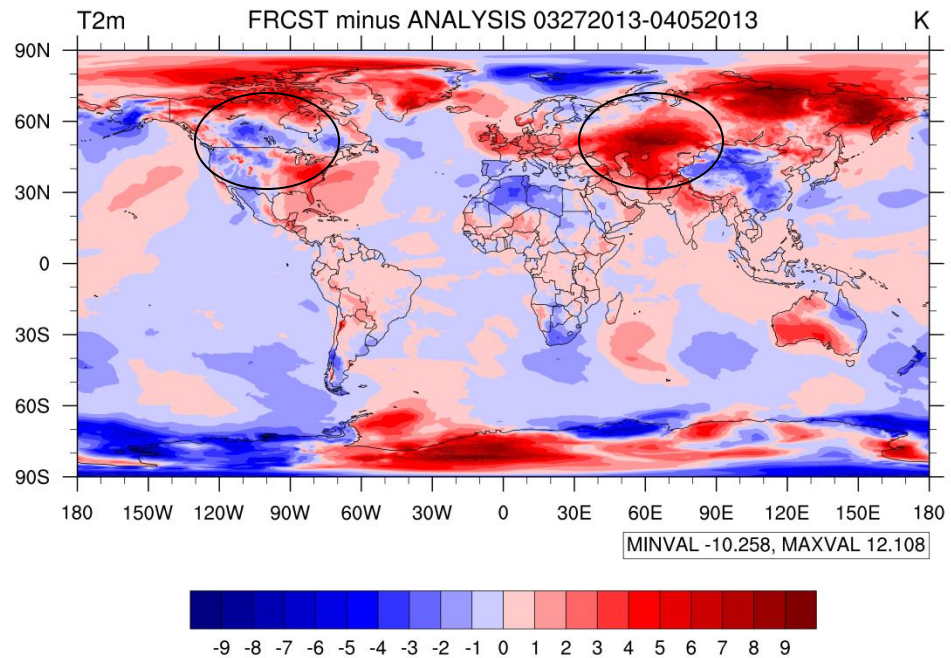 T2m FRCST minus ANALYSIS 03272013-04052013 K
90N
60N
30N
0
30S
60S
90S
180 150W 120W 90W 60W 30W 0 30E 60E 90E 120E 150E 180
MINVAL -10.258, MAXVAL 12.108
-9 -8 -7 -6 -5 -4 -3 -2 -1 0 1 2 3 4 5 6 7 8 9